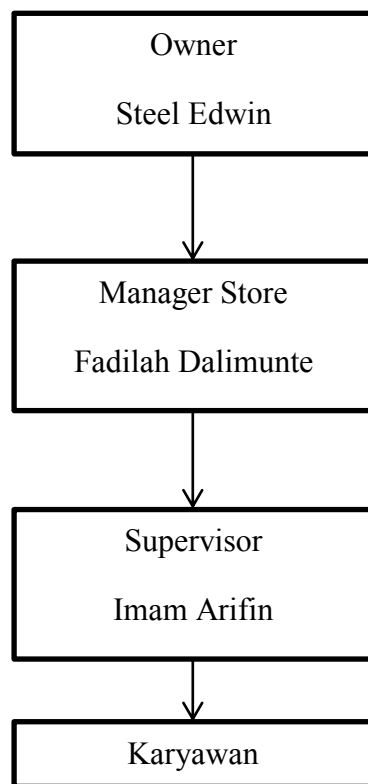 Owner
Steel Edwin
Manager Store
Fadilah Dalimunte
Supervisor
Imam Arifin
Karyawan